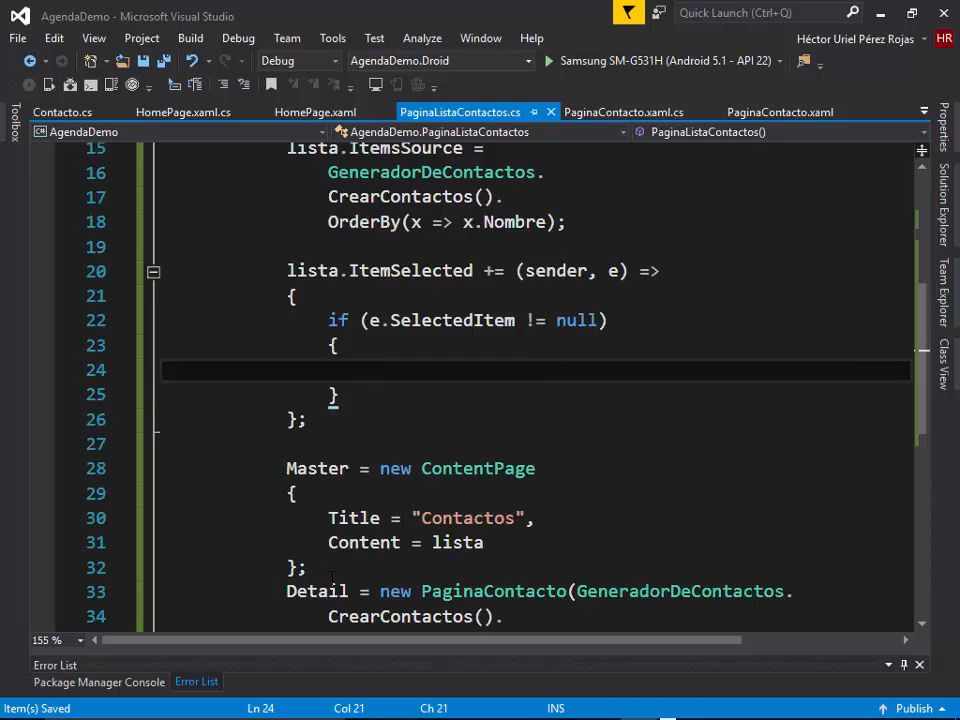 AgendaDemo - Microsoft Visual Studio
Quick Launch (Ctrl+Q)
File Edit View Project Build Debug Team Tools Test Analyze Window Help
Héctor Uriel Pérez Rojas HR
Debug AgendaDemo.Droid Samsung SM-G531H (Android 5.1 - API 22)
Contacto.cs HomePage.xaml.cs HomePage.xaml PaginaListaContactos.cs PaginaContacto.xaml.cs PaginaContacto.xaml
AgendaDemo AgendaDemo.PaginaListaContactos PaginaListaContactos()
Toolbox
Properties
Solution Explorer
Team Explorer
Class View
15 lista.ItemsSource =
16 GeneradorDeContactos.
17 CrearContactos().
18 OrderBy(x => x.Nombre);
19
20 lista.ItemSelected += (sender, e) =>
21 {
22 if (e.SelectedItem != null)
23 {
24
25 }
26 };
27
28 Master = new ContentPage
29 {
30 Title = "Contactos",
31 Content = lista
32 };
33 Detail = new PaginaContacto(GeneradorDeContactos.
34 CrearContactos().
155 %
Error List
Package Manager Console Error List
Item(s) Saved Ln 24 Col 21 Ch 21 INS Publish